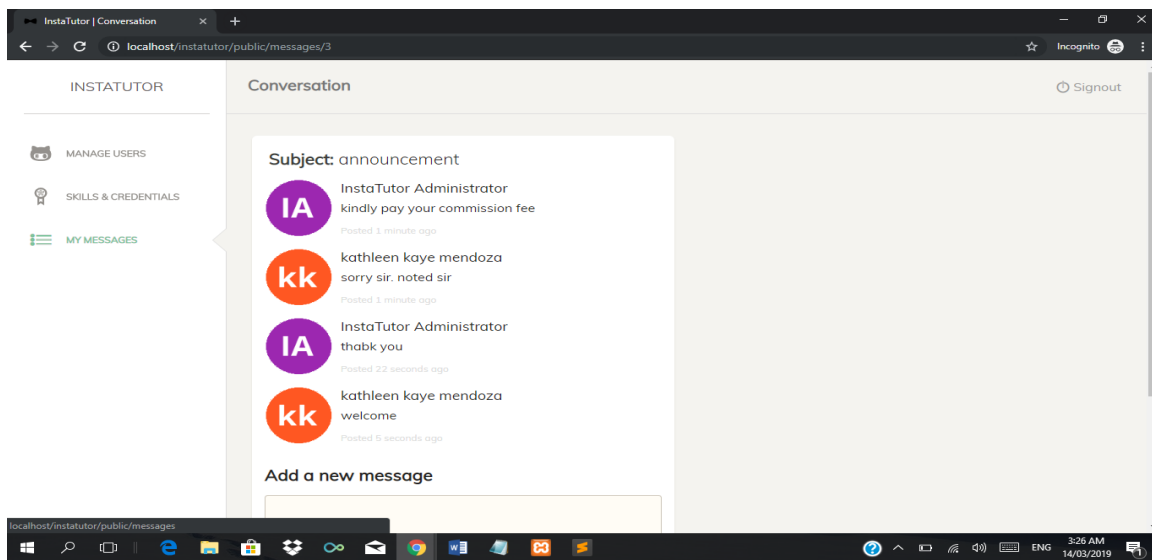 InstaTutor | Conversation
localhost/instatutor/public/messages/3
Incognito
INSTATUTOR
Conversation
Signout
MANAGE USERS
SKILLS & CREDENTIALS
MY MESSAGES
Subject: announcement
IA
InstaTutor Administrator
kindly pay your commission fee
Posted 1 minute ago
kk
kathleen kaye mendoza
sorry sir. noted sir
Posted 1 minute ago
IA
InstaTutor Administrator
thabk you
Posted 22 seconds ago
kk
kathleen kaye mendoza
welcome
Posted 5 seconds ago
Add a new message
localhost/instatutor/public/messages
ENG
3:26 AM
14/03/2019